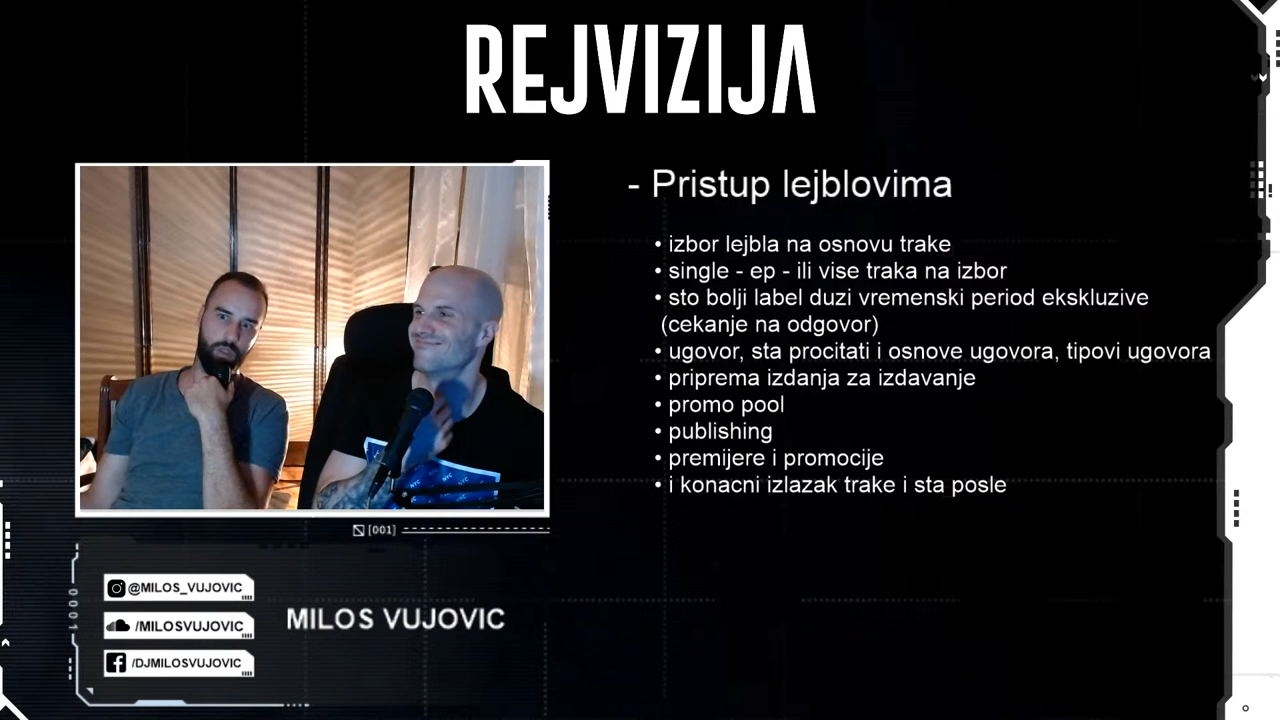 REJVIZIJA
- Pristup lejblovima
• izbor lejbla na osnovu trake
• single - ep - ili vise traka na izbor
• sto bolji label duzi vremenski period ekskluzive
(cekanje na odgovor)
• ugovor, sta procitati i osnove ugovora, tipovi ugovora
• priprema izdanja za izdavanje
• promo pool
• publishing
• premijere i promocije
• i konacni izlazak trake i sta posle
NYC
[001]
0001
@MILOS_VUJOVIC
/MILOSVUJOVIC
/DJMILOSVUJOVIC
MILOS VUJOVIC